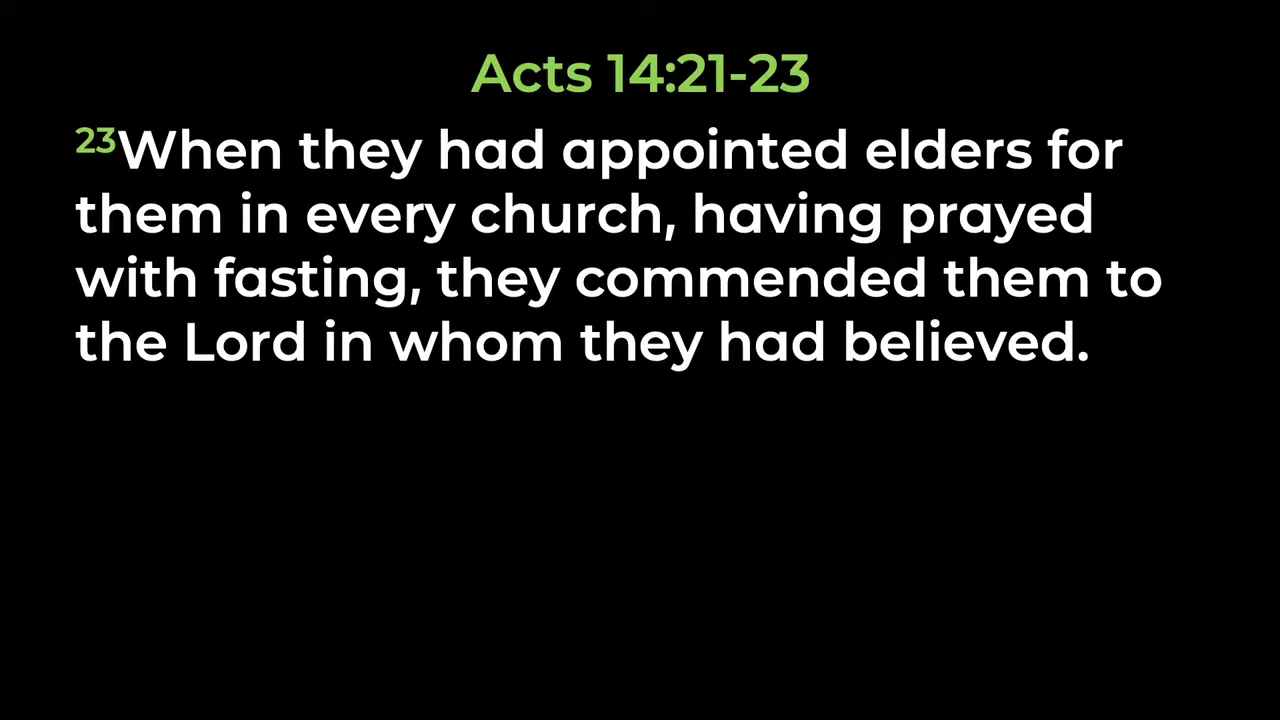 Acts 14:21-23
23When they had appointed elders for
them in every church, having prayed
with fasting, they commended them to
the Lord in whom they had believed.